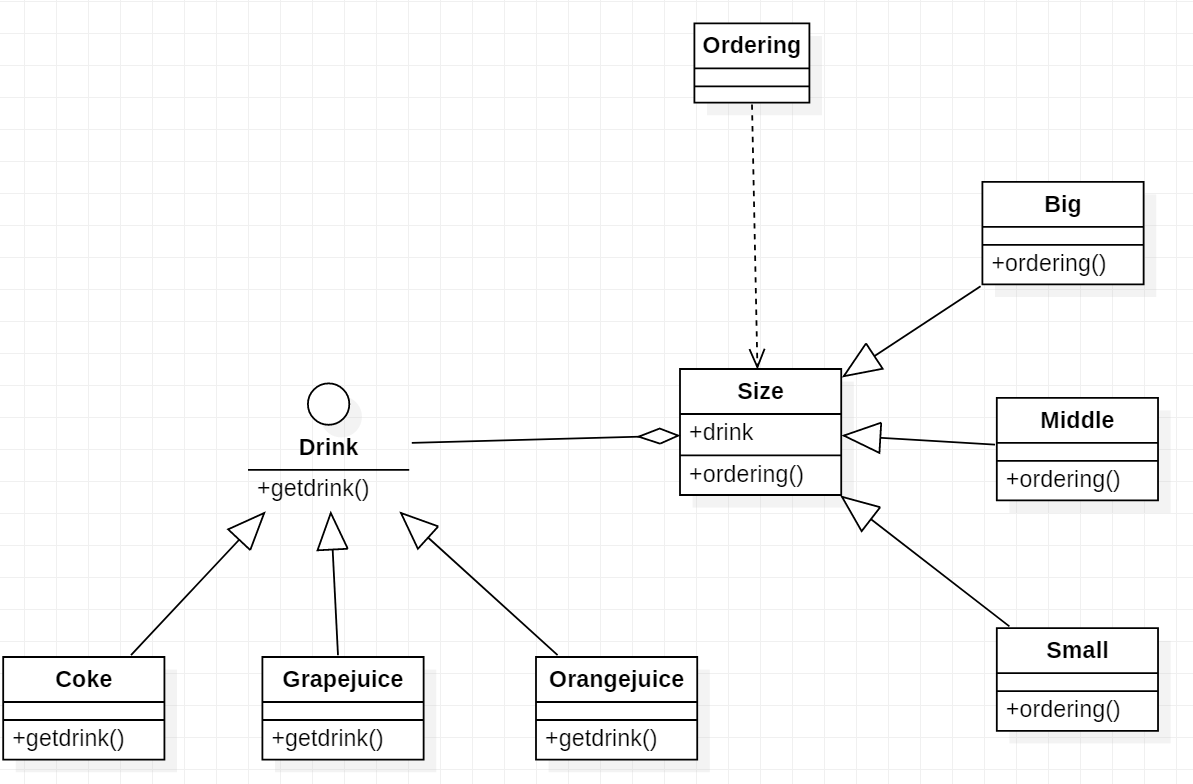 Ordering
Big
+ordering()
Size
+drink
+ordering()
Middle
+ordering()
Drink
+getdrink()
Small
+ordering()
Coke
+getdrink()
Grapejuice
+getdrink()
Orangejuice
+getdrink()